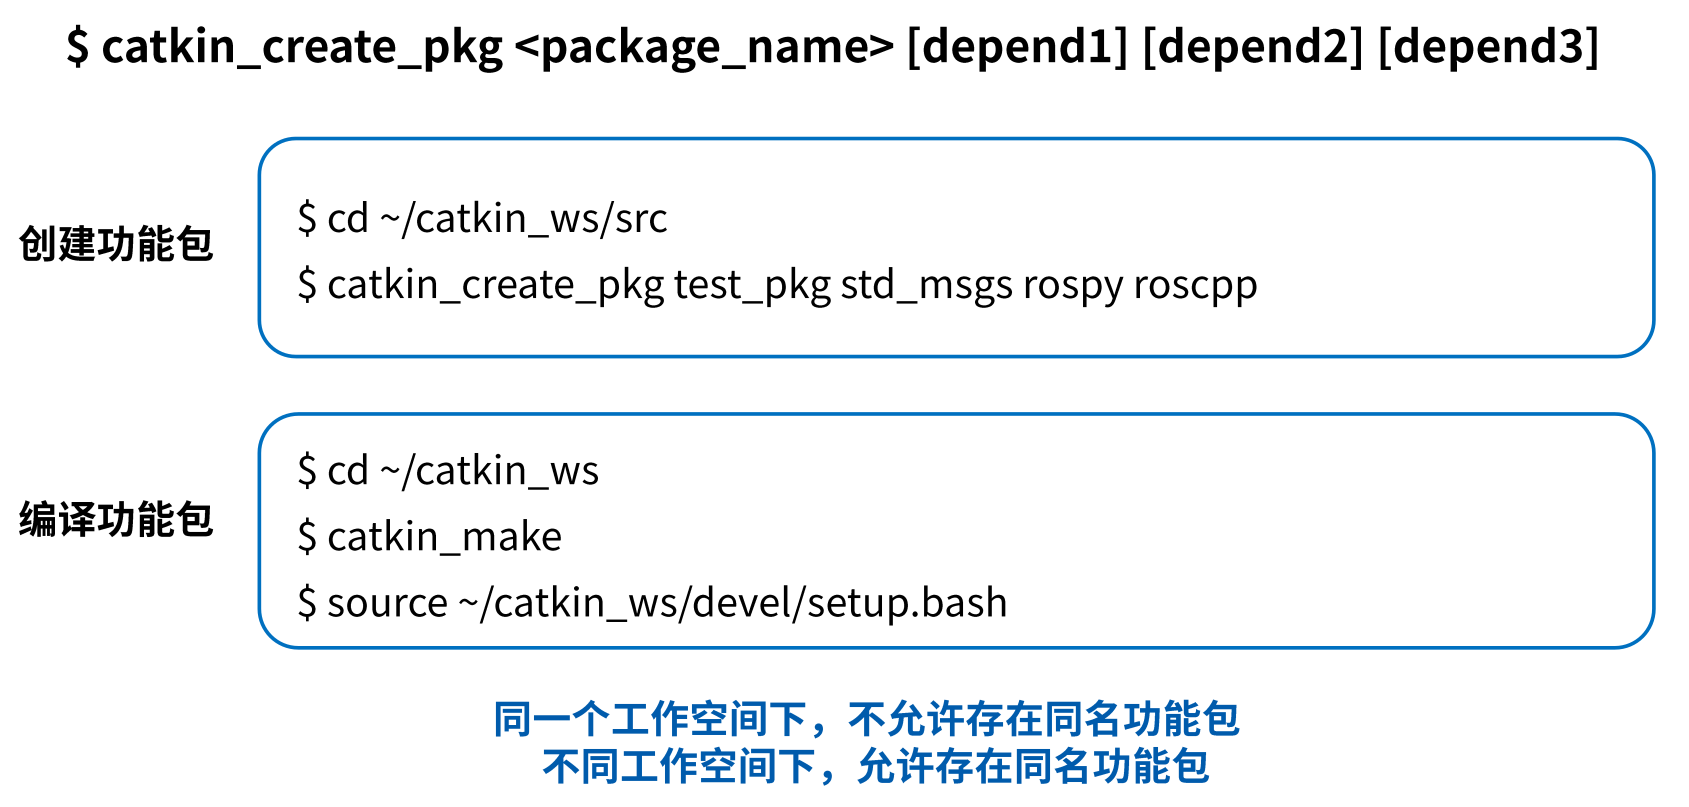 $ catkin_create_pkg <package_name> [depend1] [depend2] [depend3]
创建功能包
$ cd ~/catkin_ws/src
$ catkin_create_pkg test_pkg std_msgs rospy roscpp
编译功能包
$ cd ~/catkin_ws
$ catkin_make
$ source ~/catkin_ws/devel/setup.bash
同一个工作空间下，不允许存在同名功能包
不同工作空间下，允许存在同名功能包